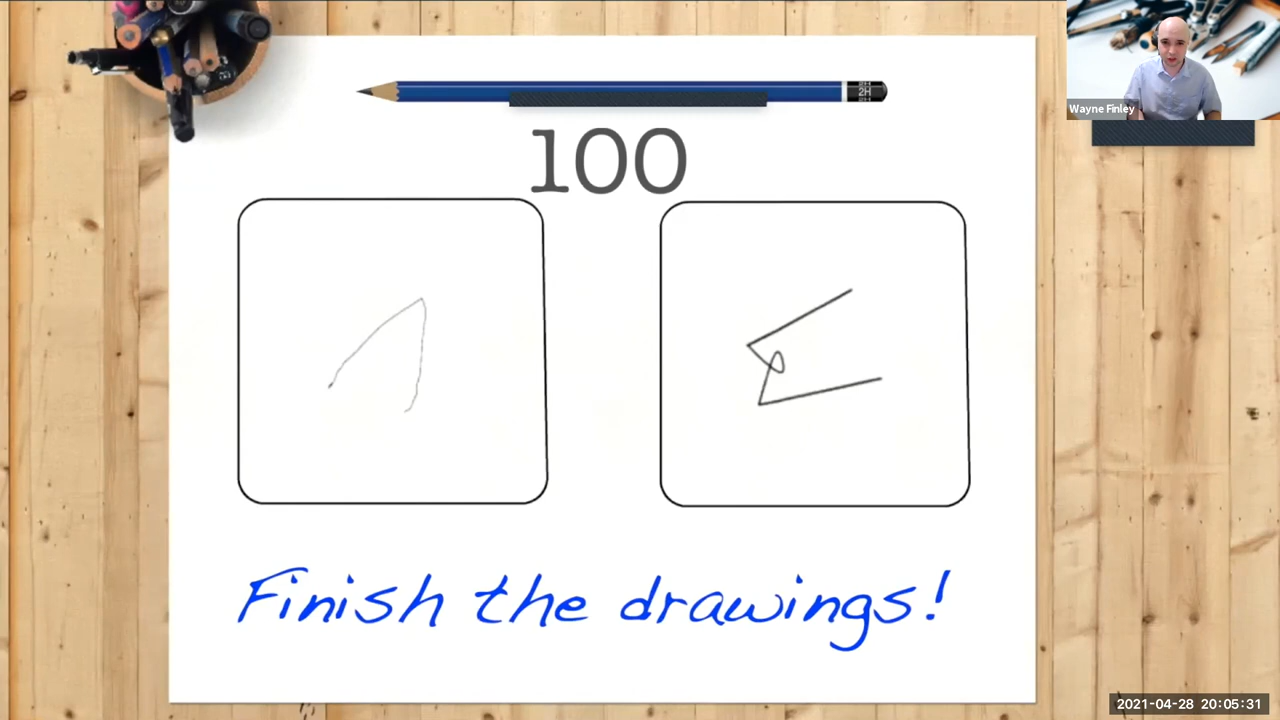 Wayne Finley
2H
100
Finish the drawings!
2021-04-28 20:05:31